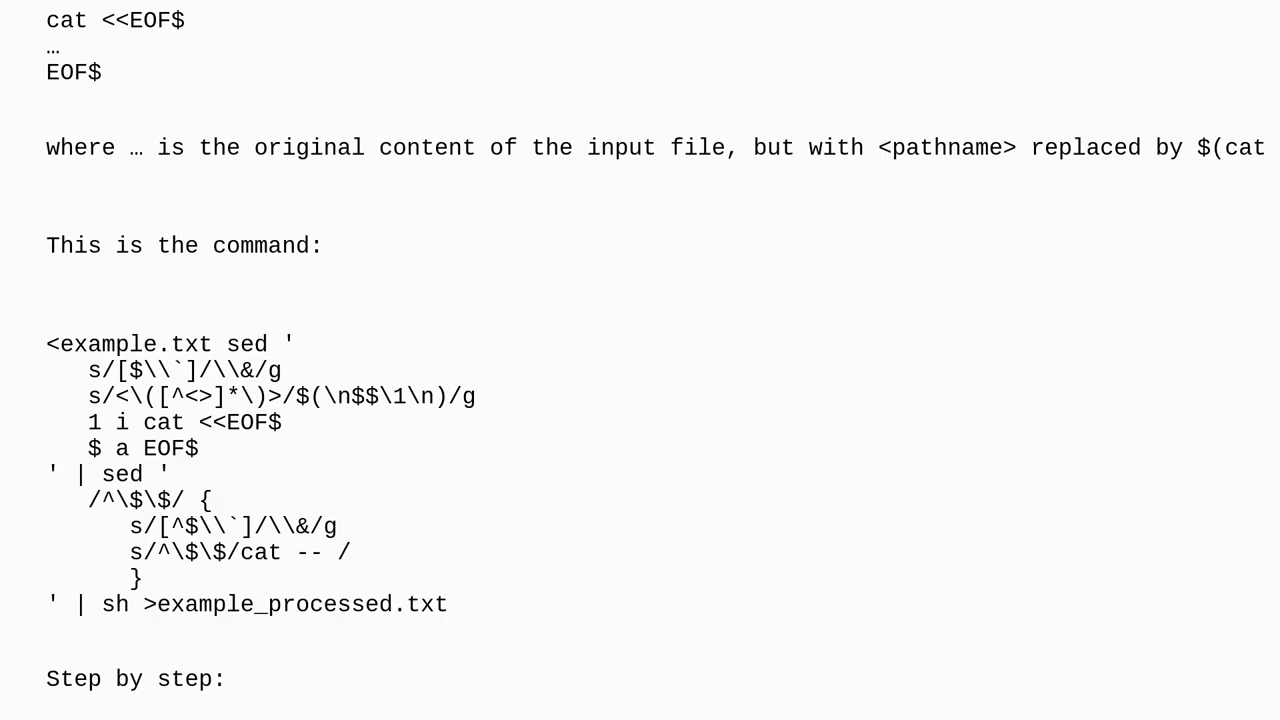 cat <<EOF$
…
EOF$
where … is the original content of the input file, but with <pathname> replaced by $(cat
This is the command:
<example.txt sed '
   s/[$\\`]/\\&/g
   s/<\([^<>]*\)>/$(\n$$\1\n)/g
   1 i cat <<EOF$
   $ a EOF$
' | sed '
   /^\$\$/ {
      s/[^$\\`]/\\&/g
      s/^\$\$/cat -- /
      }
' | sh >example_processed.txt
Step by step: